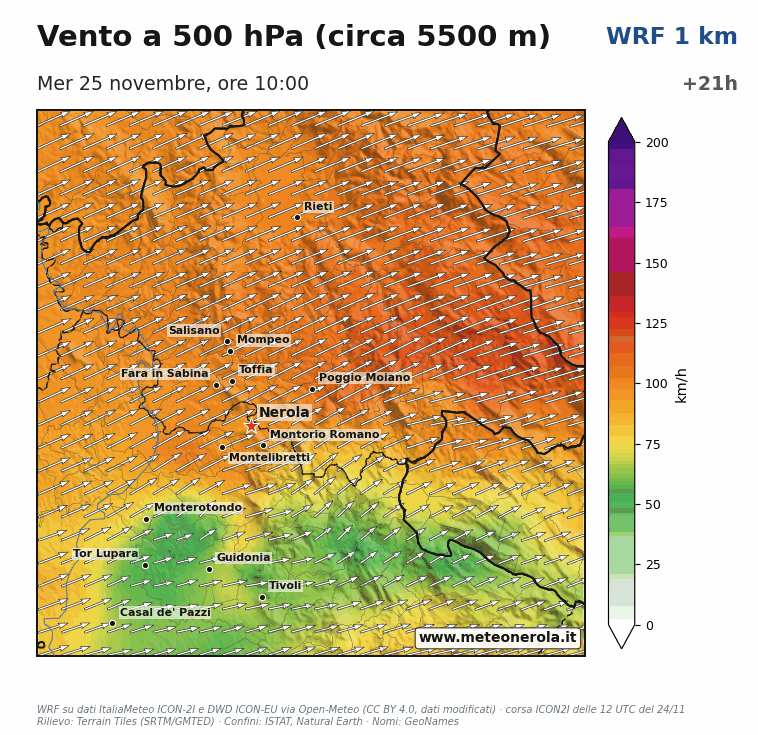 Vento a 500 hPa (circa 5500 m)
WRF 1 km
Mer 25 novembre, ore 10:00
+21h
Rieti
Salisano
Mompeo
Fara in Sabina
Toffia
Poggio Moiano
Nerola
Montorio Romano
Montelibretti
Monterotondo
Tor Lupara
Guidonia
Tivoli
Casal de' Pazzi
www.meteonerola.it
200
175
150
125
100
75
50
25
0
km/h
WRF su dati ItaliaMeteo ICON-2I e DWD ICON-EU via Open-Meteo (CC BY 4.0, dati modificati) · corsa ICON2I delle 12 UTC del 24/11
Rilievo: Terrain Tiles (SRTM/GMTED) · Confini: ISTAT, Natural Earth · Nomi: GeoNames